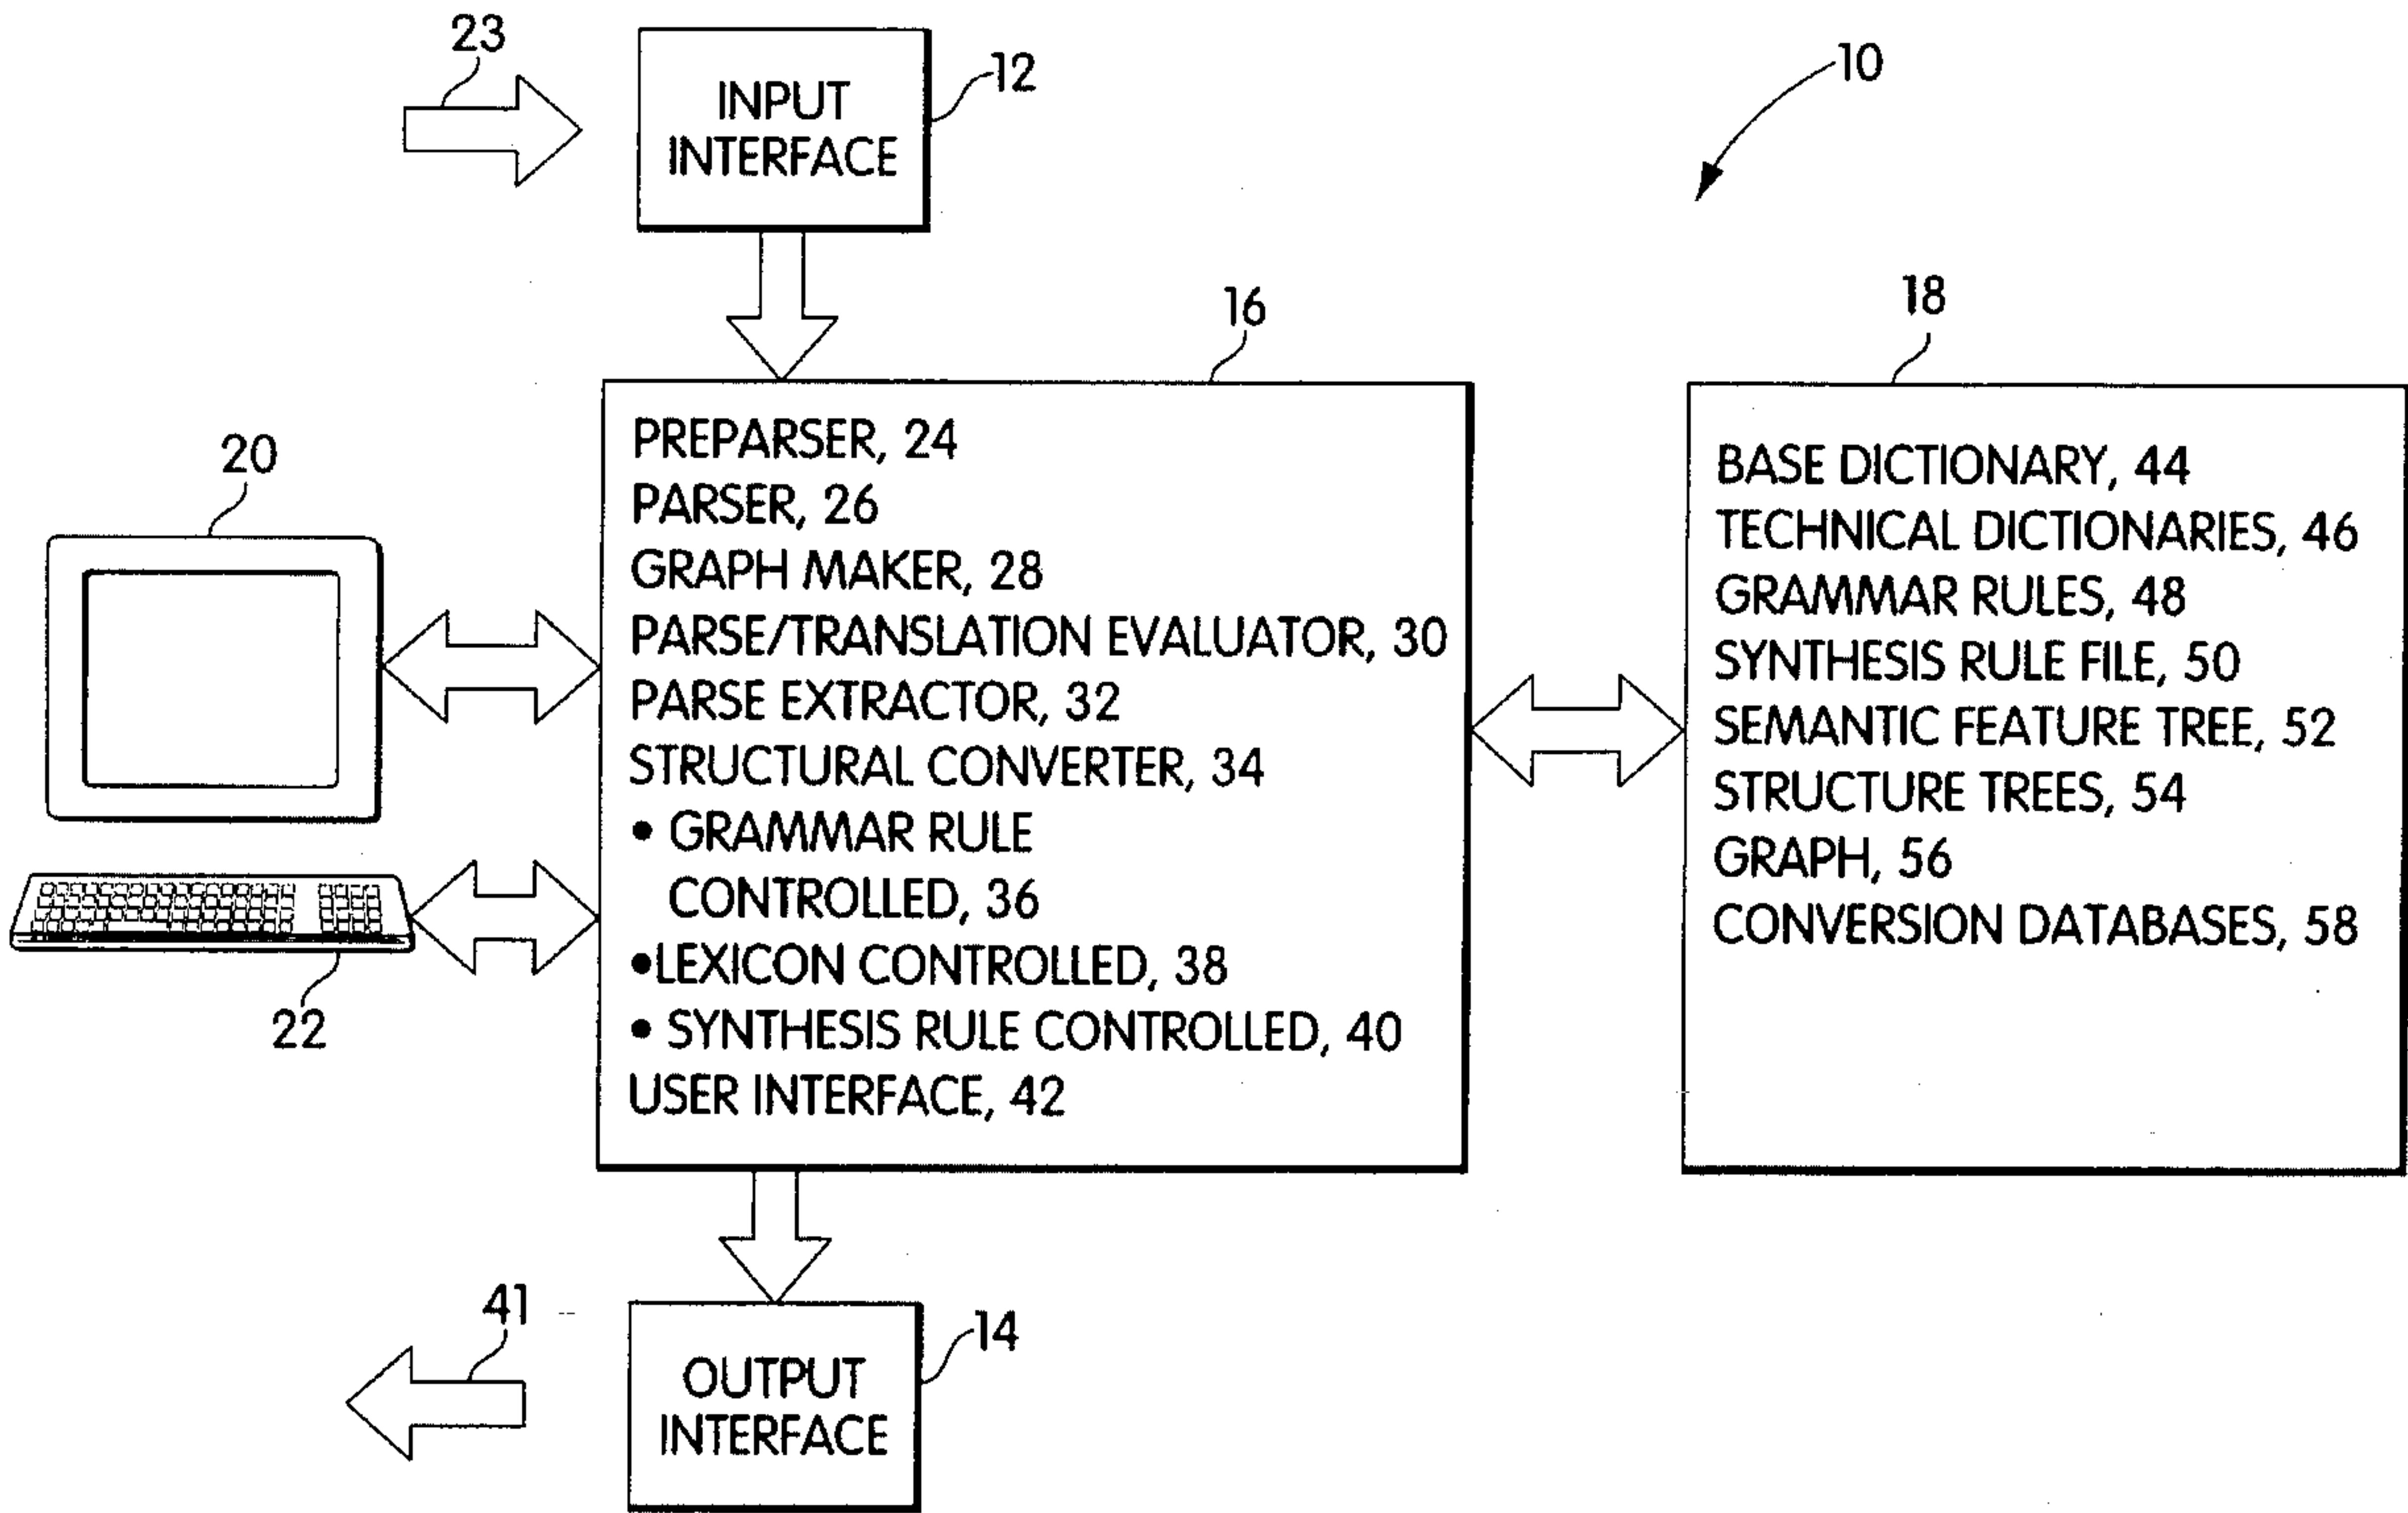 23
INPUT
INTERFACE
12
10
16
18
20
PREPARSER, 24
PARSER, 26
GRAPH MAKER, 28
PARSE/TRANSLATION EVALUATOR, 30
PARSE EXTRACTOR, 32
STRUCTURAL CONVERTER, 34
• GRAMMAR RULE
CONTROLLED, 36
•LEXICON CONTROLLED, 38
• SYNTHESIS RULE CONTROLLED, 40
USER INTERFACE, 42
BASE DICTIONARY, 44
TECHNICAL DICTIONARIES, 46
GRAMMAR RULES, 48
SYNTHESIS RULE FILE, 50
SEMANTIC FEATURE TREE, 52
STRUCTURE TREES, 54
GRAPH, 56
CONVERSION DATABASES, 58
22
41
OUTPUT
INTERFACE
14